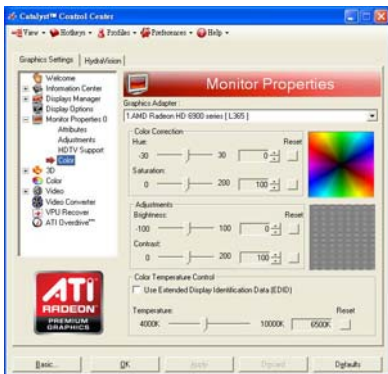 Catalyst™ Control Center
View Hotkeys Profiles Preferences Help
Graphics Settings HydraVision
Welcome
Information Center
Displays Manager
Display Options
Monitor Properties 0
Attributes
Adjustments
HDTV Support
Color
3D
Color
Video
Video Converter
VPU Recover
ATI Overdrive™
ATI
RADEON
PREMIUM
GRAPHICS
Monitor Properties
Graphics Adapter:
1.AMD Radeon HD 6900 series [ L365 ]
Color Correction
Hue: Reset
-30 30 0
Saturation:
0 200 100
Adjustments
Brightness: Reset
-100 100 0
Contrast:
0 200 100
Color Temperature Control
Use Extended Display Identification Data (EDID)
Temperature: Reset
4000K 10000K 6500K
Basic... OK Apply Discard Defaults